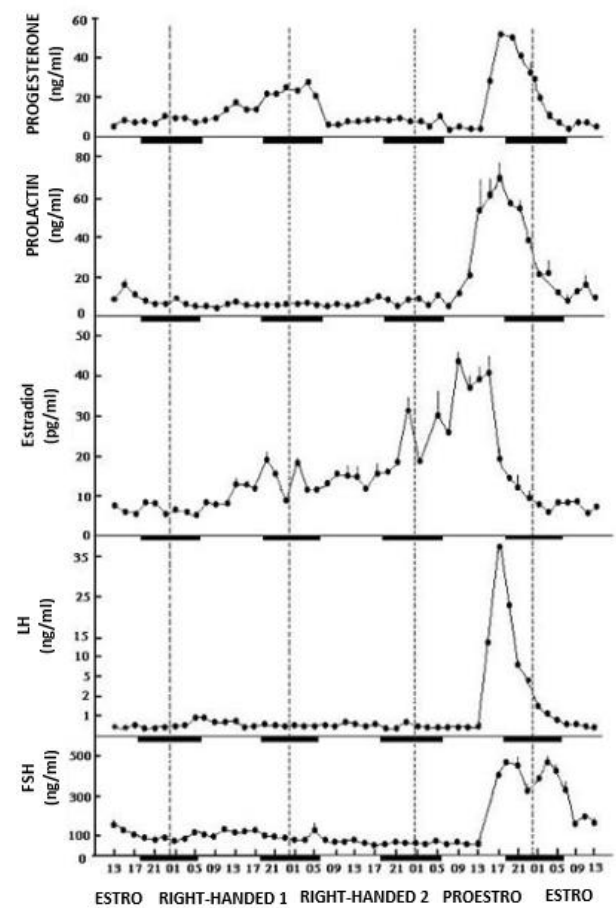 PROGESTERONE
(ng/ml)
60
40
20
0
PROLACTIN
(ng/ml)
80
60
40
20
0
Estradiol
(pg/ml)
50
40
30
20
10
0
LH
(ng/ml)
35
25
15
10
5
2
1
FSH
(ng/ml)
500
300
100
0
13 17 21 01 05 09 13 17 21 01 05 09 13 17 21 01 05 09 13 17 21 01 05 09 13
ESTRO RIGHT-HANDED 1 RIGHT-HANDED 2 PROESTRO ESTRO